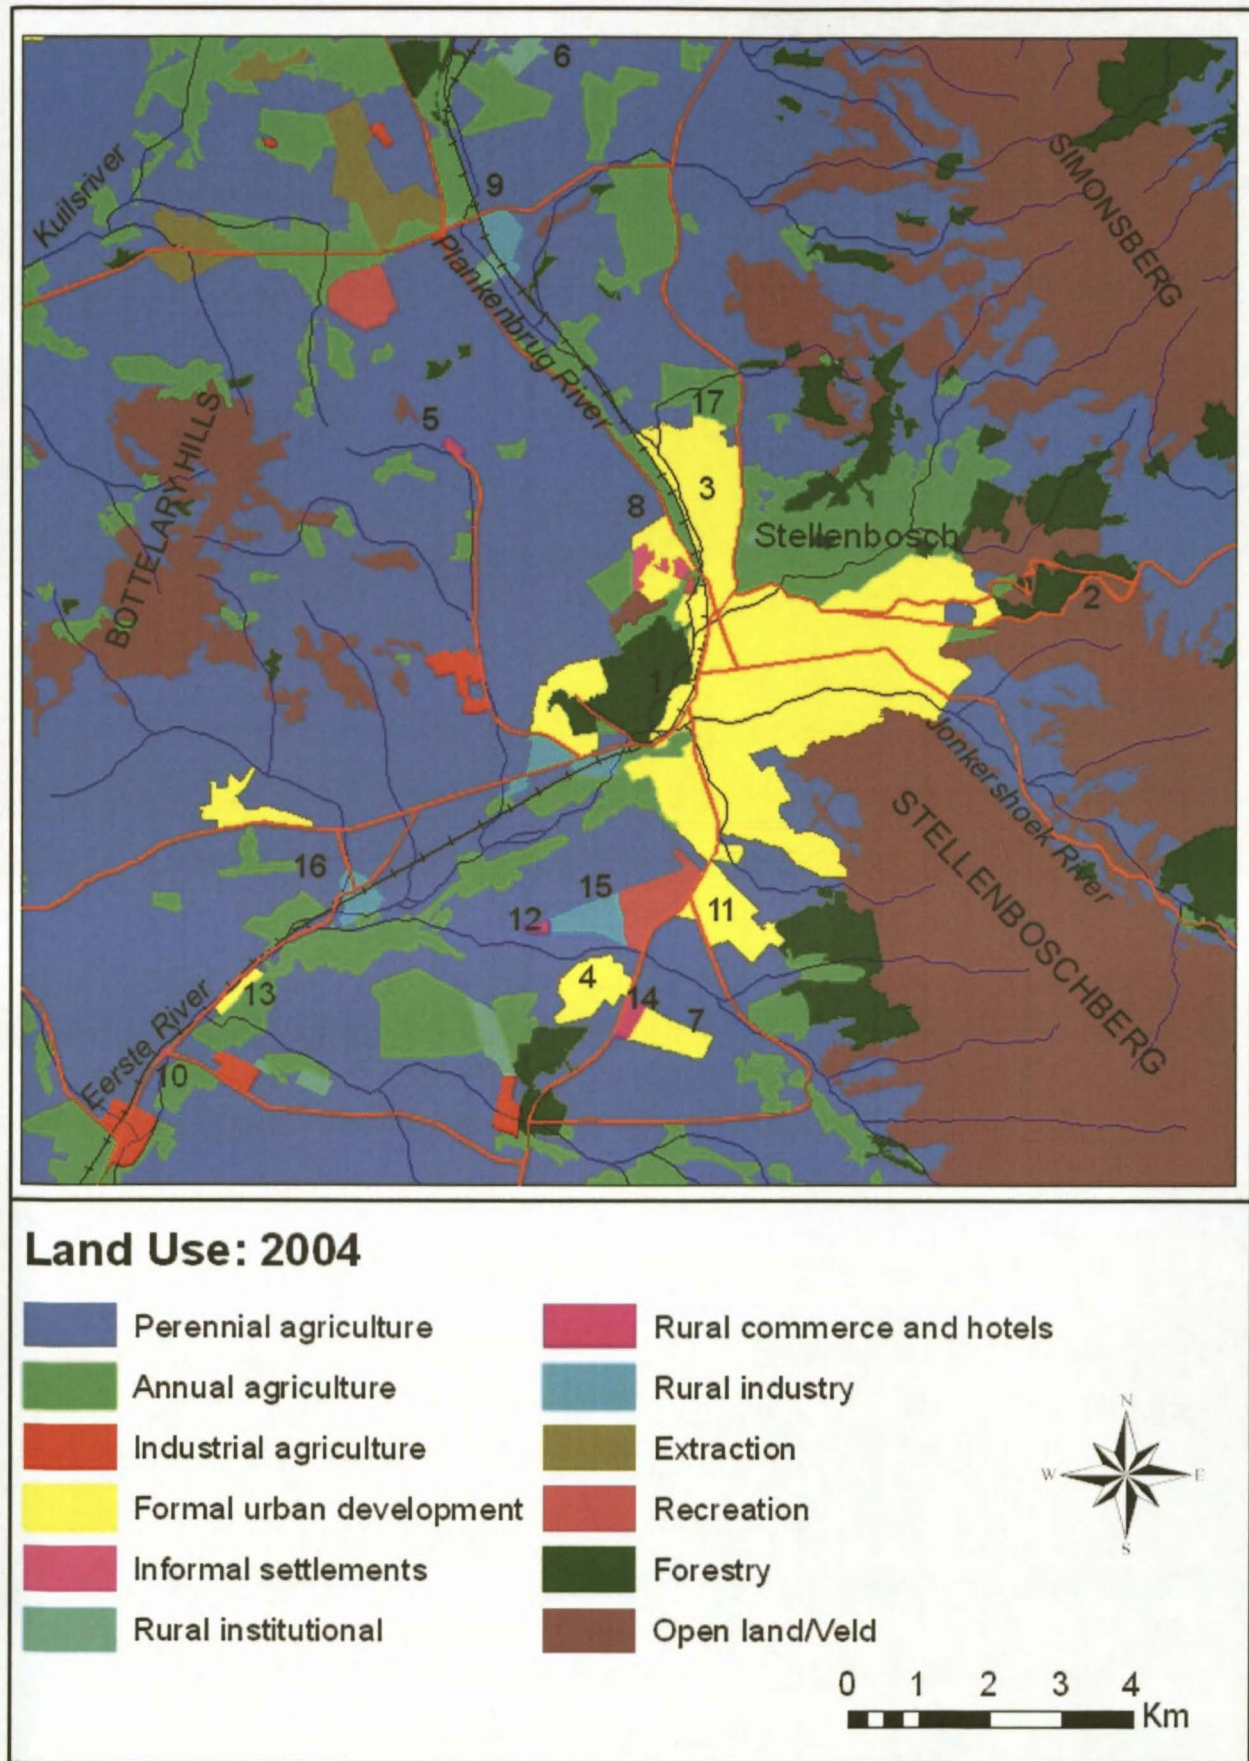 6
Kuilsriver
SIMONSBERG
9
Plankenbrug River
5
17
BOTTELARY HILLS
3
8
Stellenbosch
2
1
Jonkershoek River
STELLENBOSCHBERG
16
15
12
11
4
13
14
7
Eerste River
10
Land Use: 2004
Perennial agriculture
Annual agriculture
Industrial agriculture
Formal urban development
Informal settlements
Rural institutional
Rural commerce and hotels
Rural industry
Extraction
Recreation
Forestry
Open land/Veld
N
W E
S
0 1 2 3 4
Km